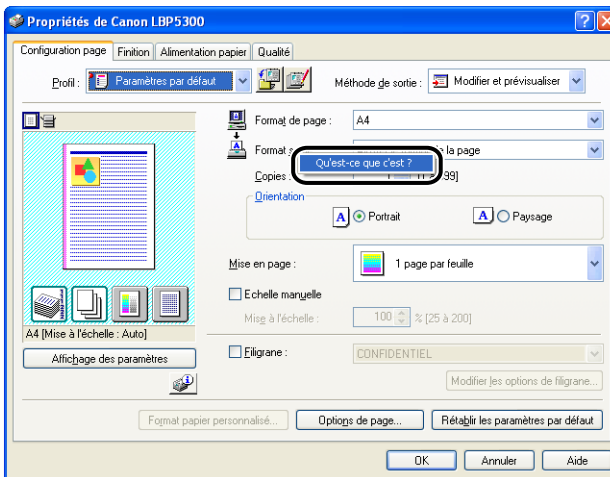 Propriétés de Canon LBP5300
Configuration page Finition Alimentation papier Qualité
Profil : Paramètres par défaut Méthode de sortie : Modifier et prévisualiser
Format de page : A4
Format s de la page
Qu'est-ce que c'est ?
Copies : 1 99]
Orientation
A Portrait A Paysage
Mise en page : 1 page par feuille
Echelle manuelle
Mise à l'échelle : 100 % [25 à 200]
A4 [Mise à l'échelle : Auto]
Affichage des paramètres
Filigrane : CONFIDENTIEL
Modifier les options de filigrane...
Format papier personnalisé... Options de page... Rétablir les paramètres par défaut
OK Annuler Aide